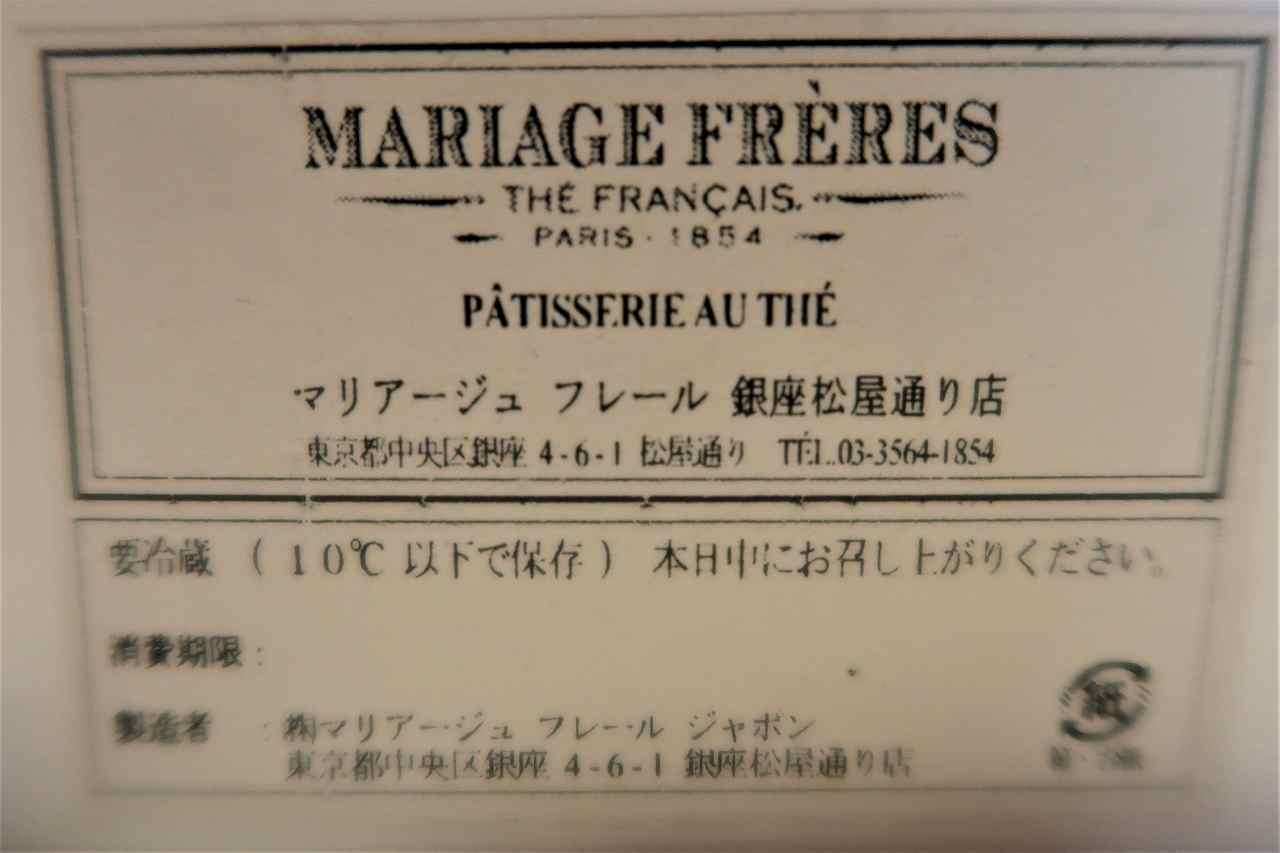 MARIAGE FRÈRES
THÉ FRANÇAIS.
PARIS · 1854
PÂTISSERIE AU THÉ
マリアージュ フレール 銀座松屋通り店
東京都中央区銀座 4-6-1 松屋通り TÉL.03-3564-1854
要冷蔵 (10℃ 以下で保存) 本日中にお召し上がりください。
消費期限:
製造者 : ㈱マリアージュ フレール ジャポン
東京都中央区銀座 4-6-1 銀座松屋通り店
紙